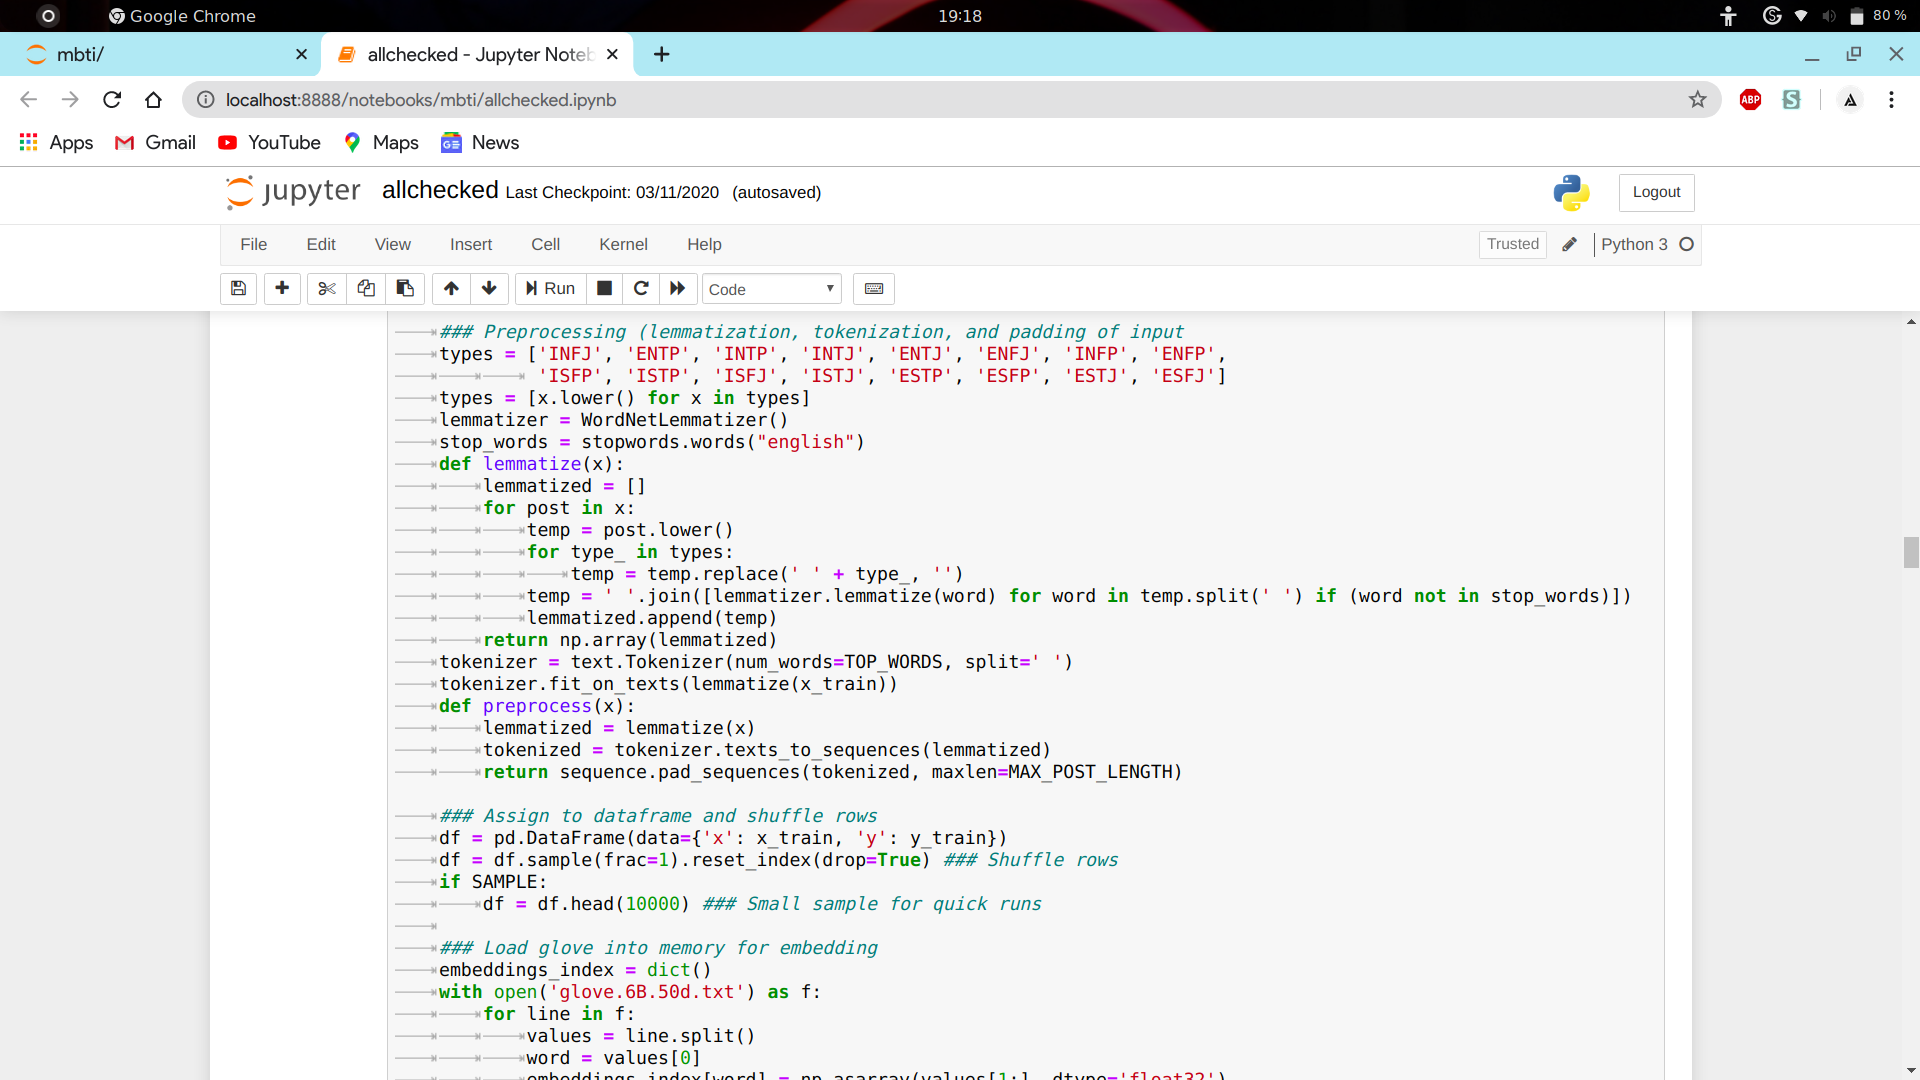 Google Chrome 19:18 80 %
mbti/ allchecked - Jupyter Noteb
localhost:8888/notebooks/mbti/allchecked.ipynb ABP
Apps Gmail YouTube Maps News
jupyter allchecked Last Checkpoint: 03/11/2020 (autosaved) Logout
File Edit View Insert Cell Kernel Help Trusted Python 3
Run Code
### Preprocessing (lemmatization, tokenization, and padding of input
types = ['INFJ', 'ENTP', 'INTP', 'INTJ', 'ENTJ', 'ENFJ', 'INFP', 'ENFP',
'ISFP', 'ISTP', 'ISFJ', 'ISTJ', 'ESTP', 'ESFP', 'ESTJ', 'ESFJ']
types = [x.lower() for x in types]
lemmatizer = WordNetLemmatizer()
stop_words = stopwords.words("english")
def lemmatize(x):
lemmatized = []
for post in x:
temp = post.lower()
for type_ in types:
temp = temp.replace(' ' + type_, '')
temp = ' '.join([lemmatizer.lemmatize(word) for word in temp.split(' ') if (word not in stop_words)])
lemmatized.append(temp)
return np.array(lemmatized)
tokenizer = text.Tokenizer(num_words=TOP_WORDS, split=' ')
tokenizer.fit_on_texts(lemmatize(x_train))
def preprocess(x):
lemmatized = lemmatize(x)
tokenized = tokenizer.texts_to_sequences(lemmatized)
return sequence.pad_sequences(tokenized, maxlen=MAX_POST_LENGTH)
### Assign to dataframe and shuffle rows
df = pd.DataFrame(data={'x': x_train, 'y': y_train})
df = df.sample(frac=1).reset_index(drop=True) ### Shuffle rows
if SAMPLE:
df = df.head(10000) ### Small sample for quick runs
### Load glove into memory for embedding
embeddings_index = dict()
with open('glove.6B.50d.txt') as f:
for line in f:
values = line.split()
word = values[0]
embeddings_index[word] = np.asarray(values[1:], dtype='float32')